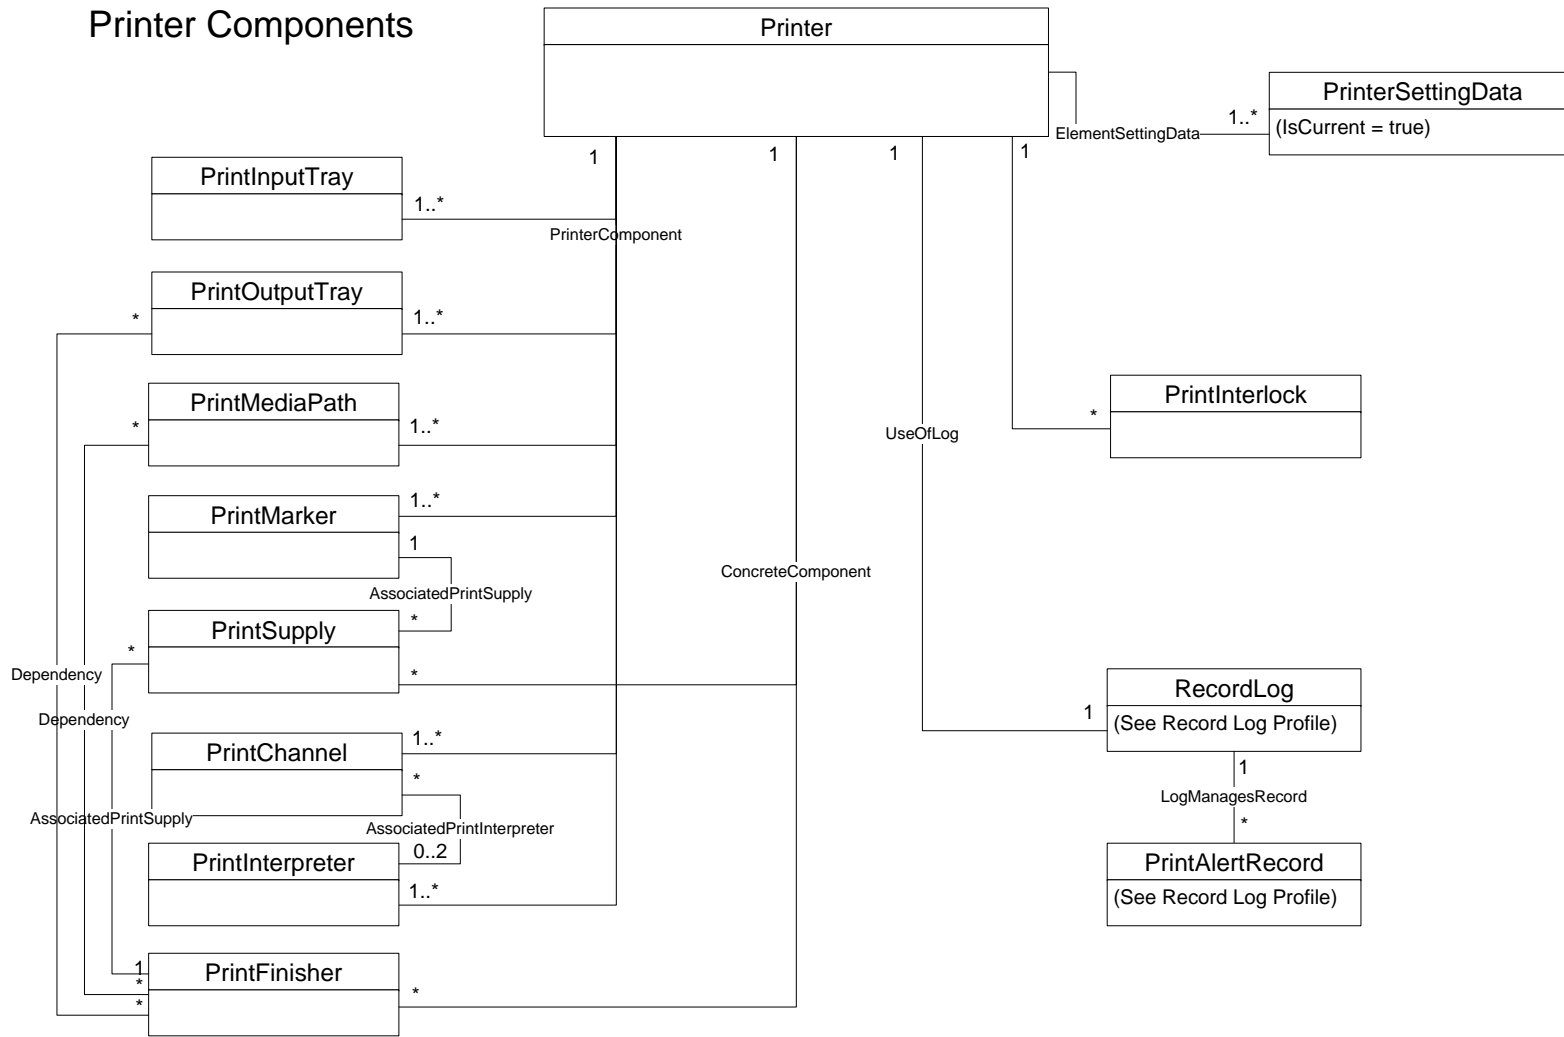 Printer Components
Printer
PrinterSettingData
(IsCurrent = true)
1..*
ElementSettingData
1
1
1
1
PrintInputTray
1..*
PrinterComponent
PrintOutputTray
*
1..*
PrintMediaPath
*
1..*
PrintInterlock
*
UseOfLog
PrintMarker
1..*
1
ConcreteComponent
AssociatedPrintSupply
PrintSupply
*
*
*
Dependency
Dependency
RecordLog
(See Record Log Profile)
1
1
LogManagesRecord
*
PrintChannel
1..*
*
AssociatedPrintSupply
AssociatedPrintInterpreter
0..2
PrintInterpreter
1..*
PrintAlertRecord
(See Record Log Profile)
PrintFinisher
1
*
*
*